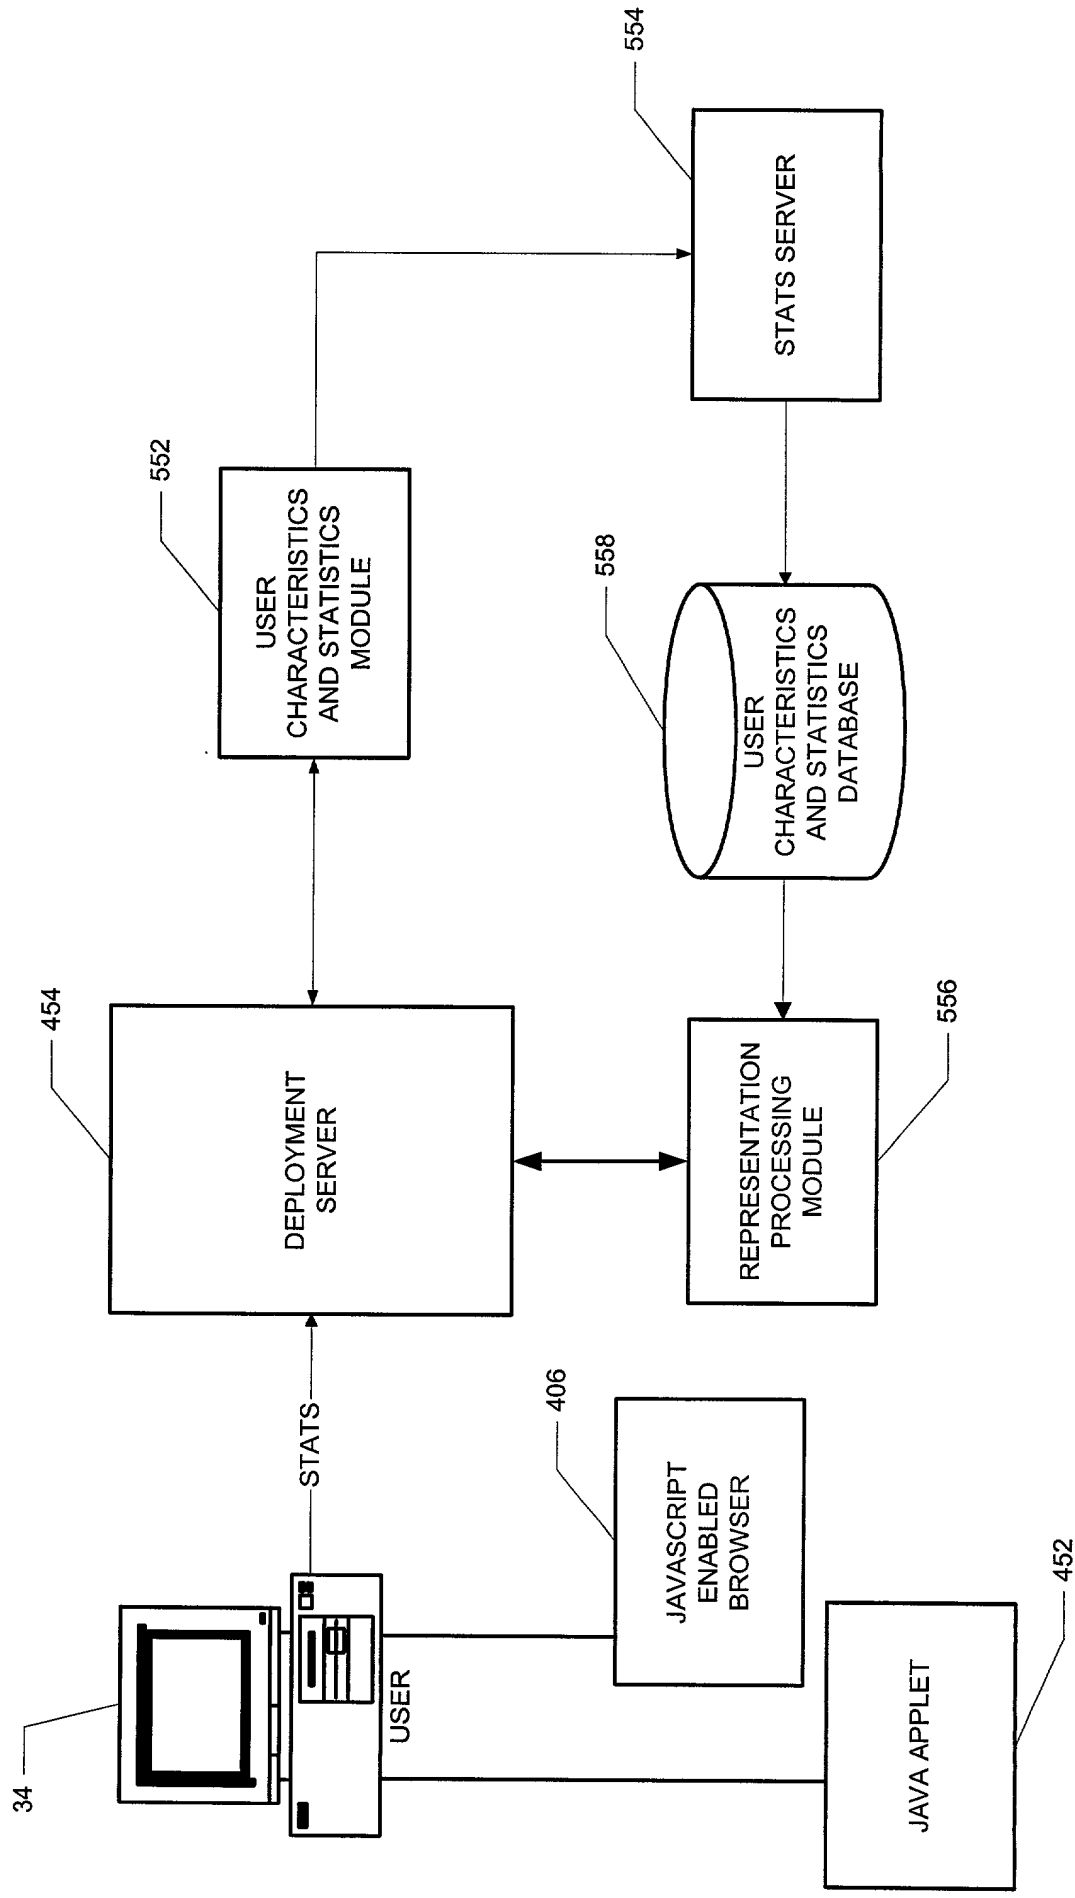 34
USER
STATS
454
DEPLOYMENT
SERVER
552
USER
CHARACTERISTICS
AND STATISTICS
MODULE
554
STATS SERVER
558
USER
CHARACTERISTICS
AND STATISTICS
DATABASE
556
REPRESENTATION
PROCESSING
MODULE
406
JAVASCRIPT
ENABLED
BROWSER
452
JAVA APPLET